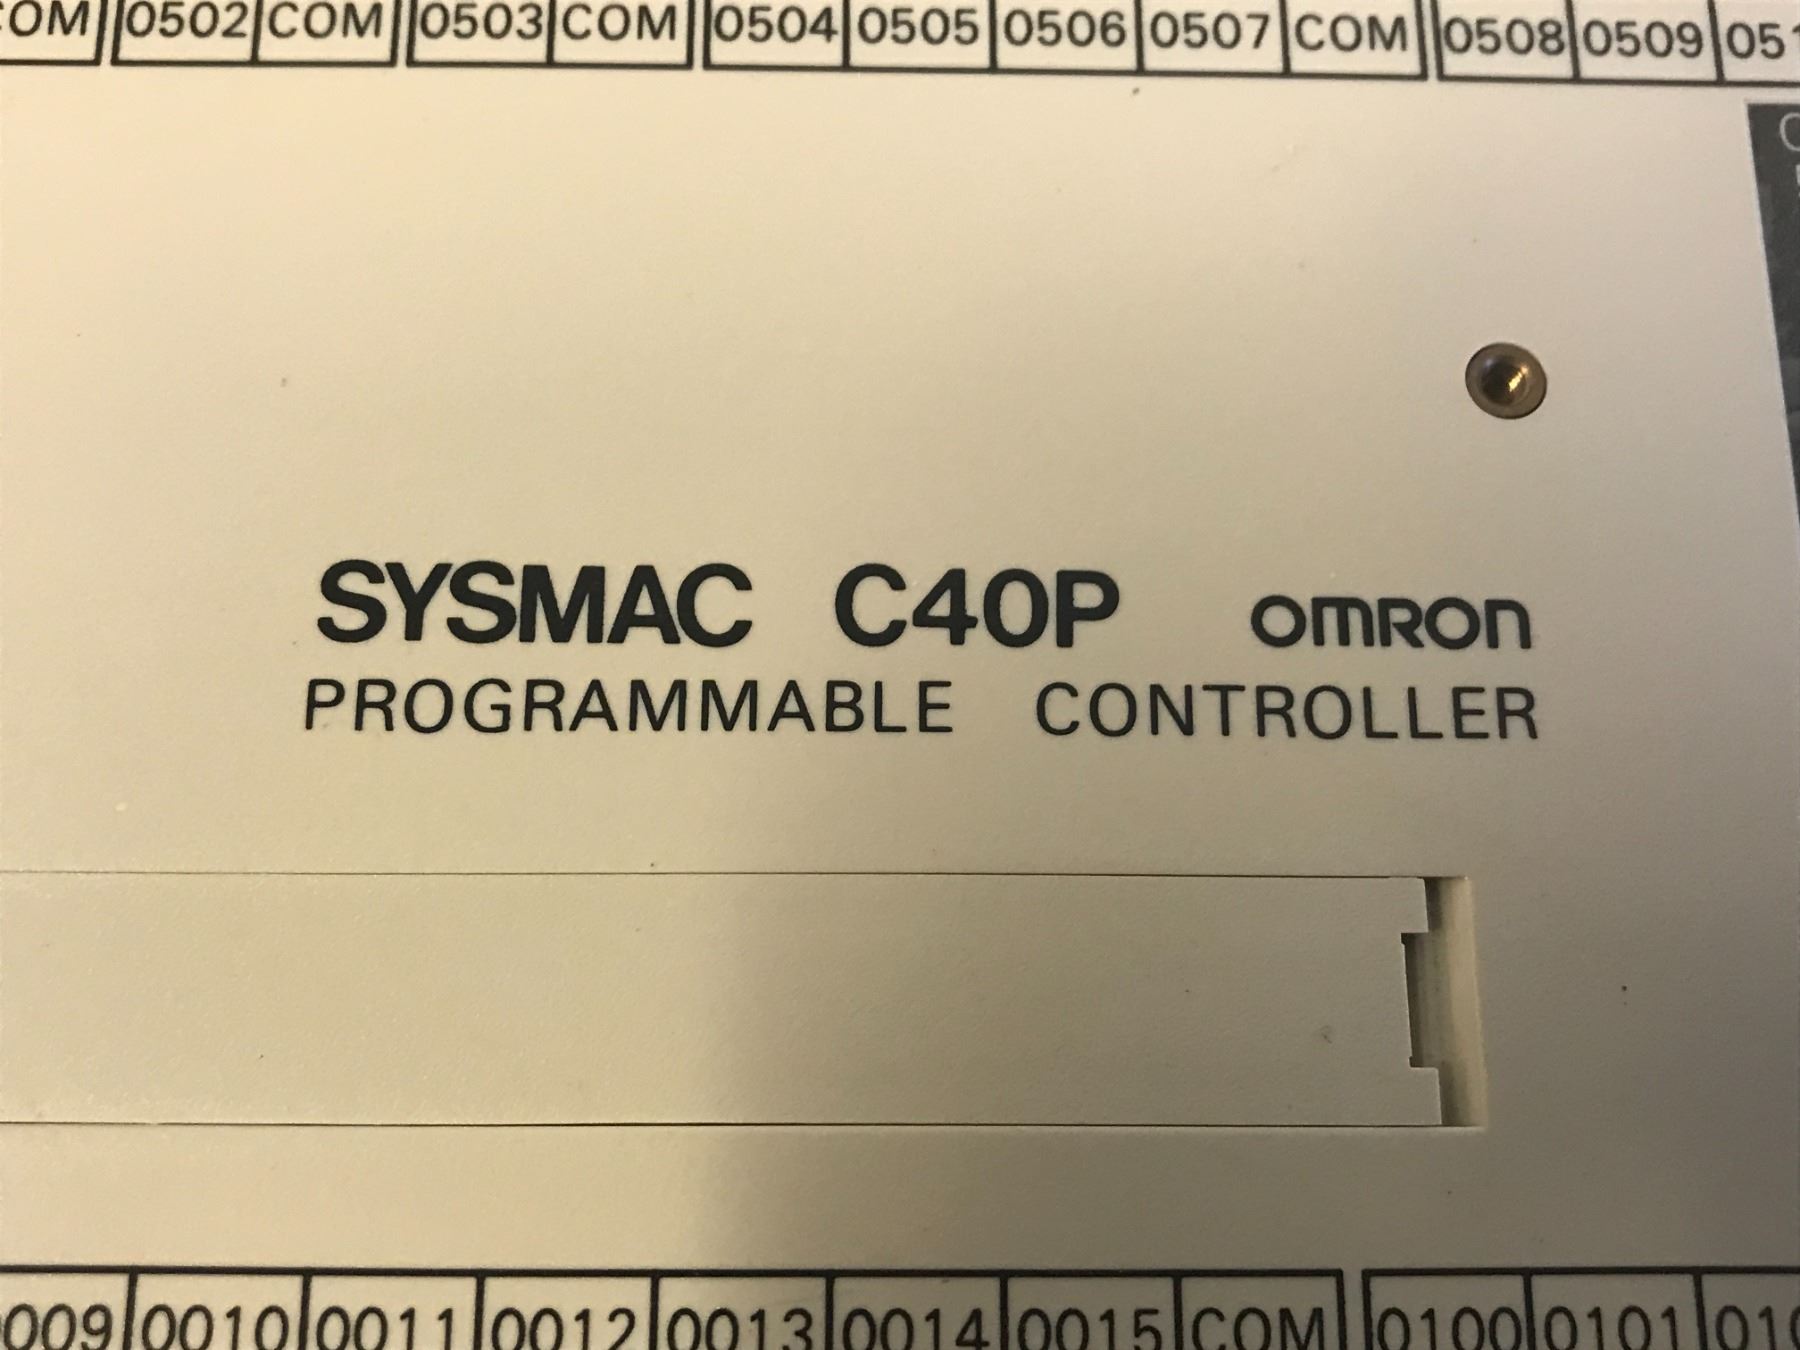 COM 0502 COM 0503 COM 0504 0505 0506 0507 COM 0508 0509
SYSMAC C40P omron
PROGRAMMABLE CONTROLLER
0010 0011 0012 0013 0014 0015 COM 0100 0101